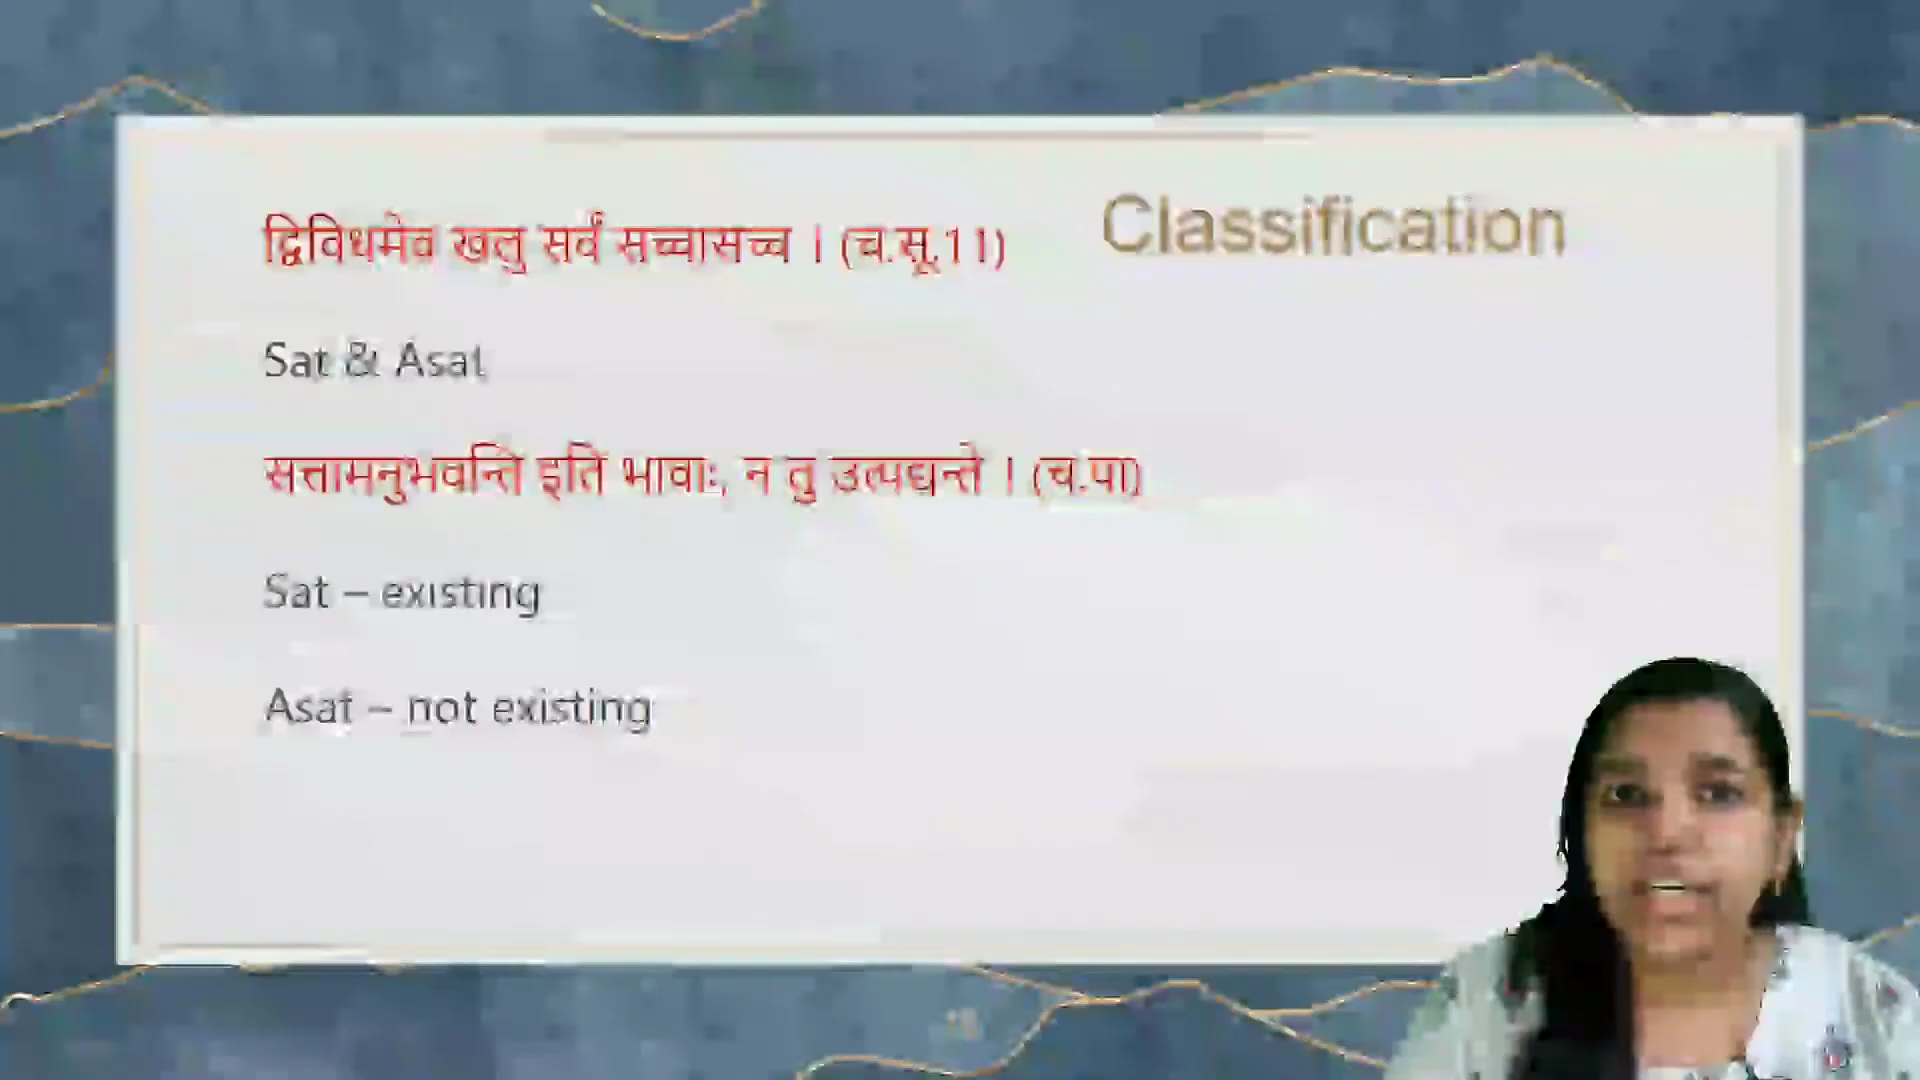 Classification
द्विविधमेव खलु सर्वं सच्चासच्च । (च.सू.11)
Sat & Asat
सत्तामनुभवन्ति इति भावाः, न तु उत्पद्यन्ते । (च.पा)
Sat – existing
Asat – not existing